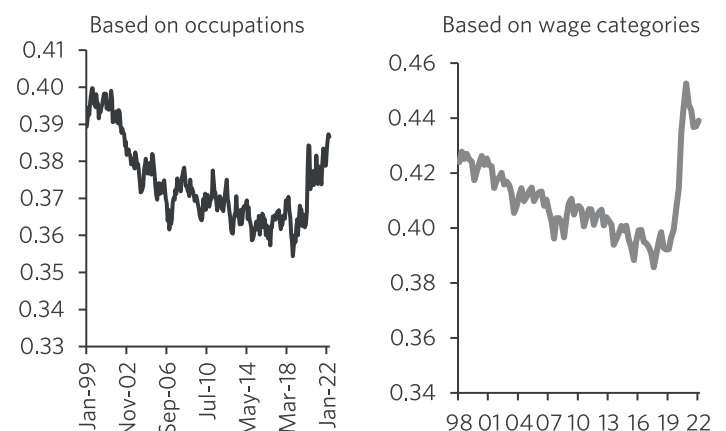 Based on occupations
0.41
0.40
0.39
0.38
0.37
0.36
0.35
0.34
0.33
Jan-99
Nov-02
Sep-06
Jul-10
May-14
Mar-18
Jan-22
Based on wage categories
0.46
0.44
0.42
0.40
0.38
0.36
0.34
98 01 04 07 10 13 16 19 22